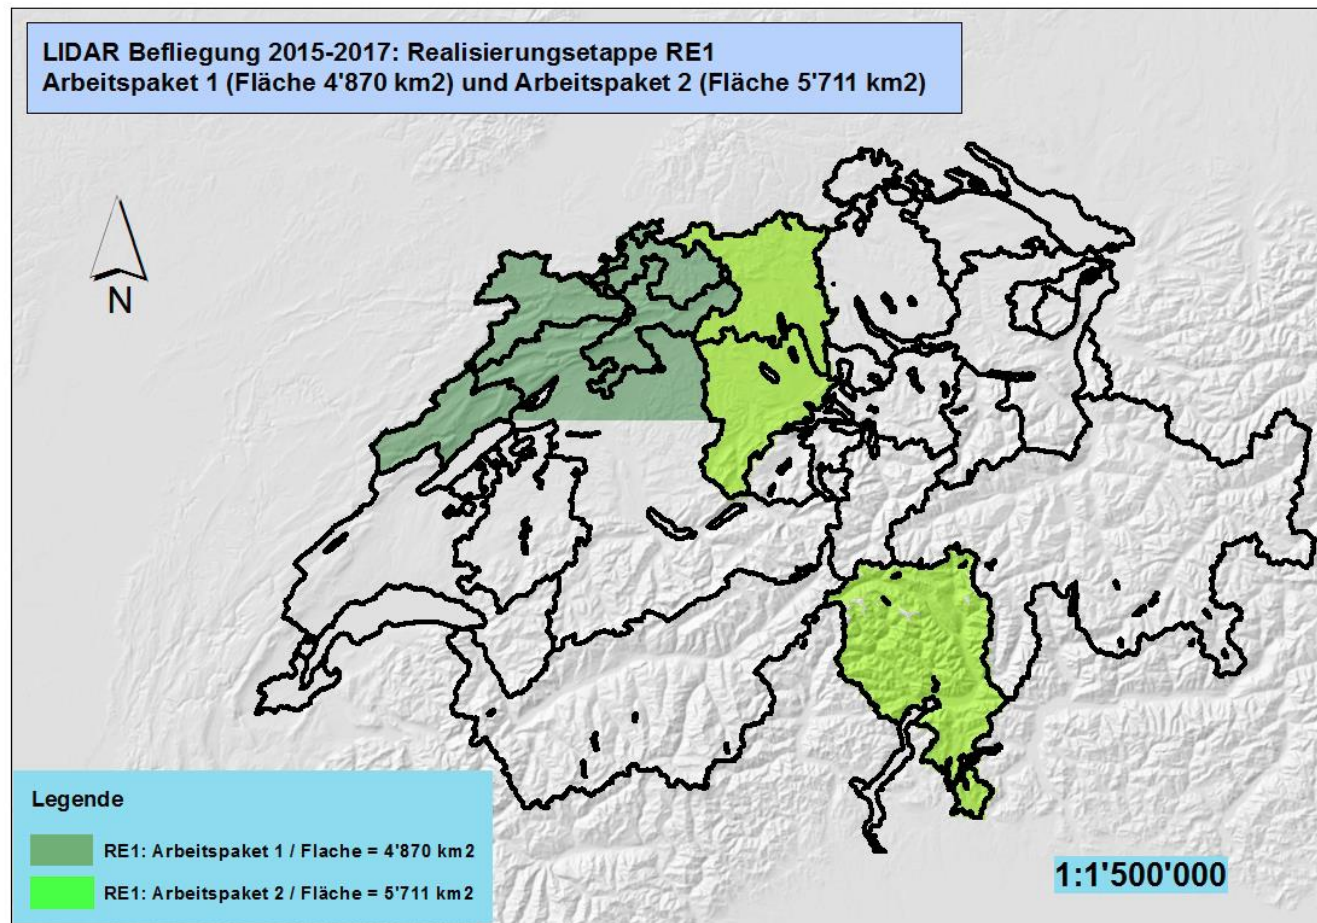 LIDAR Befliegung 2015-2017: Realisierungsetappe RE1
Arbeitspaket 1 (Fläche 4'870 km2) und Arbeitspaket 2 (Fläche 5'711 km2)
N
Legende
RE1: Arbeitspaket 1 / Flache = 4'870 km2
RE1: Arbeitspaket 2 / Fläche = 5'711 km2
1:1'500'000